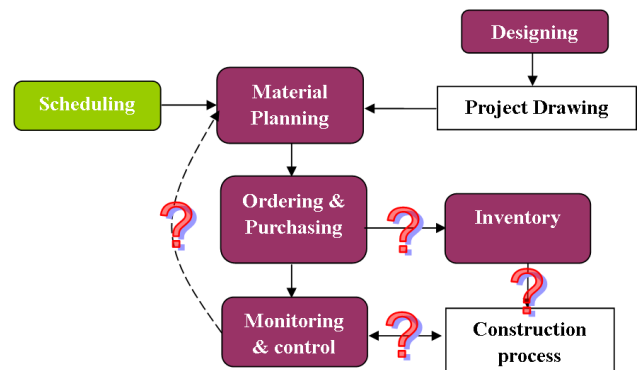 Designing
Scheduling
Material
Planning
Project Drawing
Ordering &
Purchasing
?
?
Inventory
?
Monitoring
& control
?
Construction
process